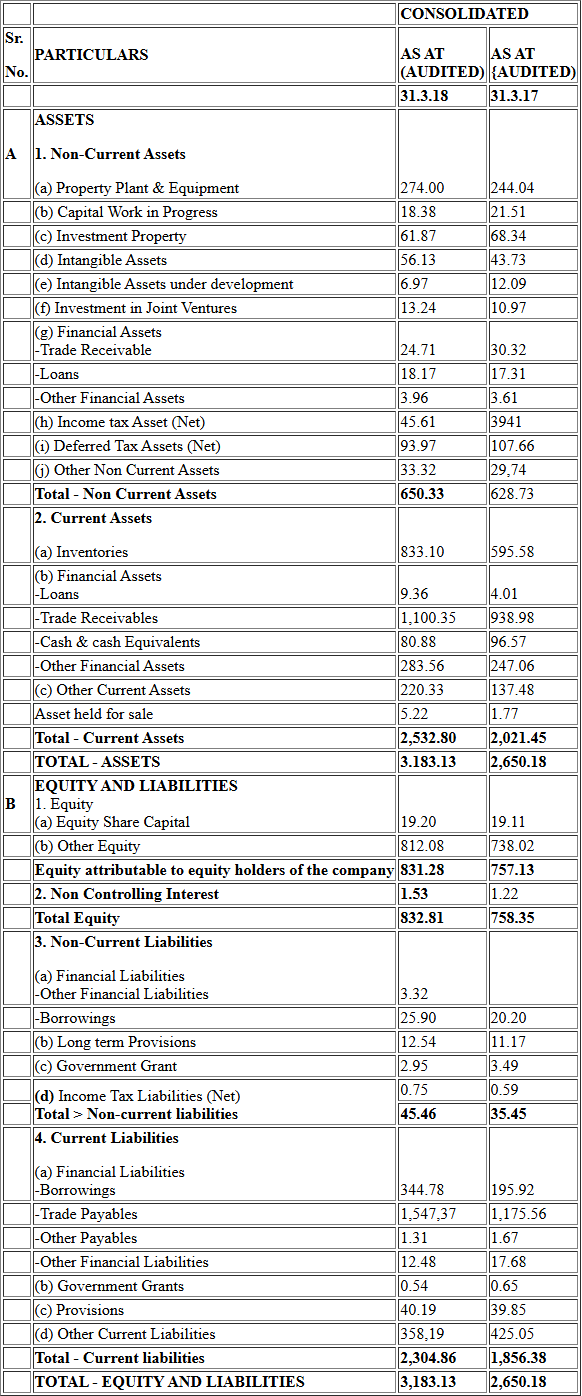 CONSOLIDATED
Sr.
No. PARTICULARS AS AT (AUDITED) AS AT {AUDITED)
31.3.18 31.3.17
A ASSETS
1. Non-Current Assets
(a) Property Plant & Equipment 274.00 244.04
(b) Capital Work in Progress 18.38 21.51
(c) Investment Property 61.87 68.34
(d) Intangible Assets 56.13 43.73
(e) Intangible Assets under development 6.97 12.09
(f) Investment in Joint Ventures 13.24 10.97
(g) Financial Assets
-Trade Receivable 24.71 30.32
-Loans 18.17 17.31
-Other Financial Assets 3.96 3.61
(h) Income tax Asset (Net) 45.61 3941
(i) Deferred Tax Assets (Net) 93.97 107.66
(j) Other Non Current Assets 33.32 29,74
Total - Non Current Assets 650.33 628.73
2. Current Assets
(a) Inventories 833.10 595.58
(b) Financial Assets
-Loans 9.36 4.01
-Trade Receivables 1,100.35 938.98
-Cash & cash Equivalents 80.88 96.57
-Other Financial Assets 283.56 247.06
(c) Other Current Assets 220.33 137.48
Asset held for sale 5.22 1.77
Total - Current Assets 2,532.80 2,021.45
TOTAL - ASSETS 3.183.13 2,650.18
B EQUITY AND LIABILITIES
1. Equity
(a) Equity Share Capital 19.20 19.11
(b) Other Equity 812.08 738.02
Equity attributable to equity holders of the company 831.28 757.13
2. Non Controlling Interest 1.53 1.22
Total Equity 832.81 758.35
3. Non-Current Liabilities
(a) Financial Liabilities
-Other Financial Liabilities 3.32
-Borrowings 25.90 20.20
(b) Long term Provisions 12.54 11.17
(c) Government Grant 2.95 3.49
(d) Income Tax Liabilities (Net) 0.75 0.59
Total > Non-current liabilities 45.46 35.45
4. Current Liabilities
(a) Financial Liabilities
-Borrowings 344.78 195.92
-Trade Payables 1,547,37 1,175.56
-Other Payables 1.31 1.67
-Other Financial Liabilities 12.48 17.68
(b) Government Grants 0.54 0.65
(c) Provisions 40.19 39.85
(d) Other Current Liabilities 358,19 425.05
Total - Current liabilities 2,304.86 1,856.38
TOTAL - EQUITY AND LIABILITIES 3,183.13 2,650.18